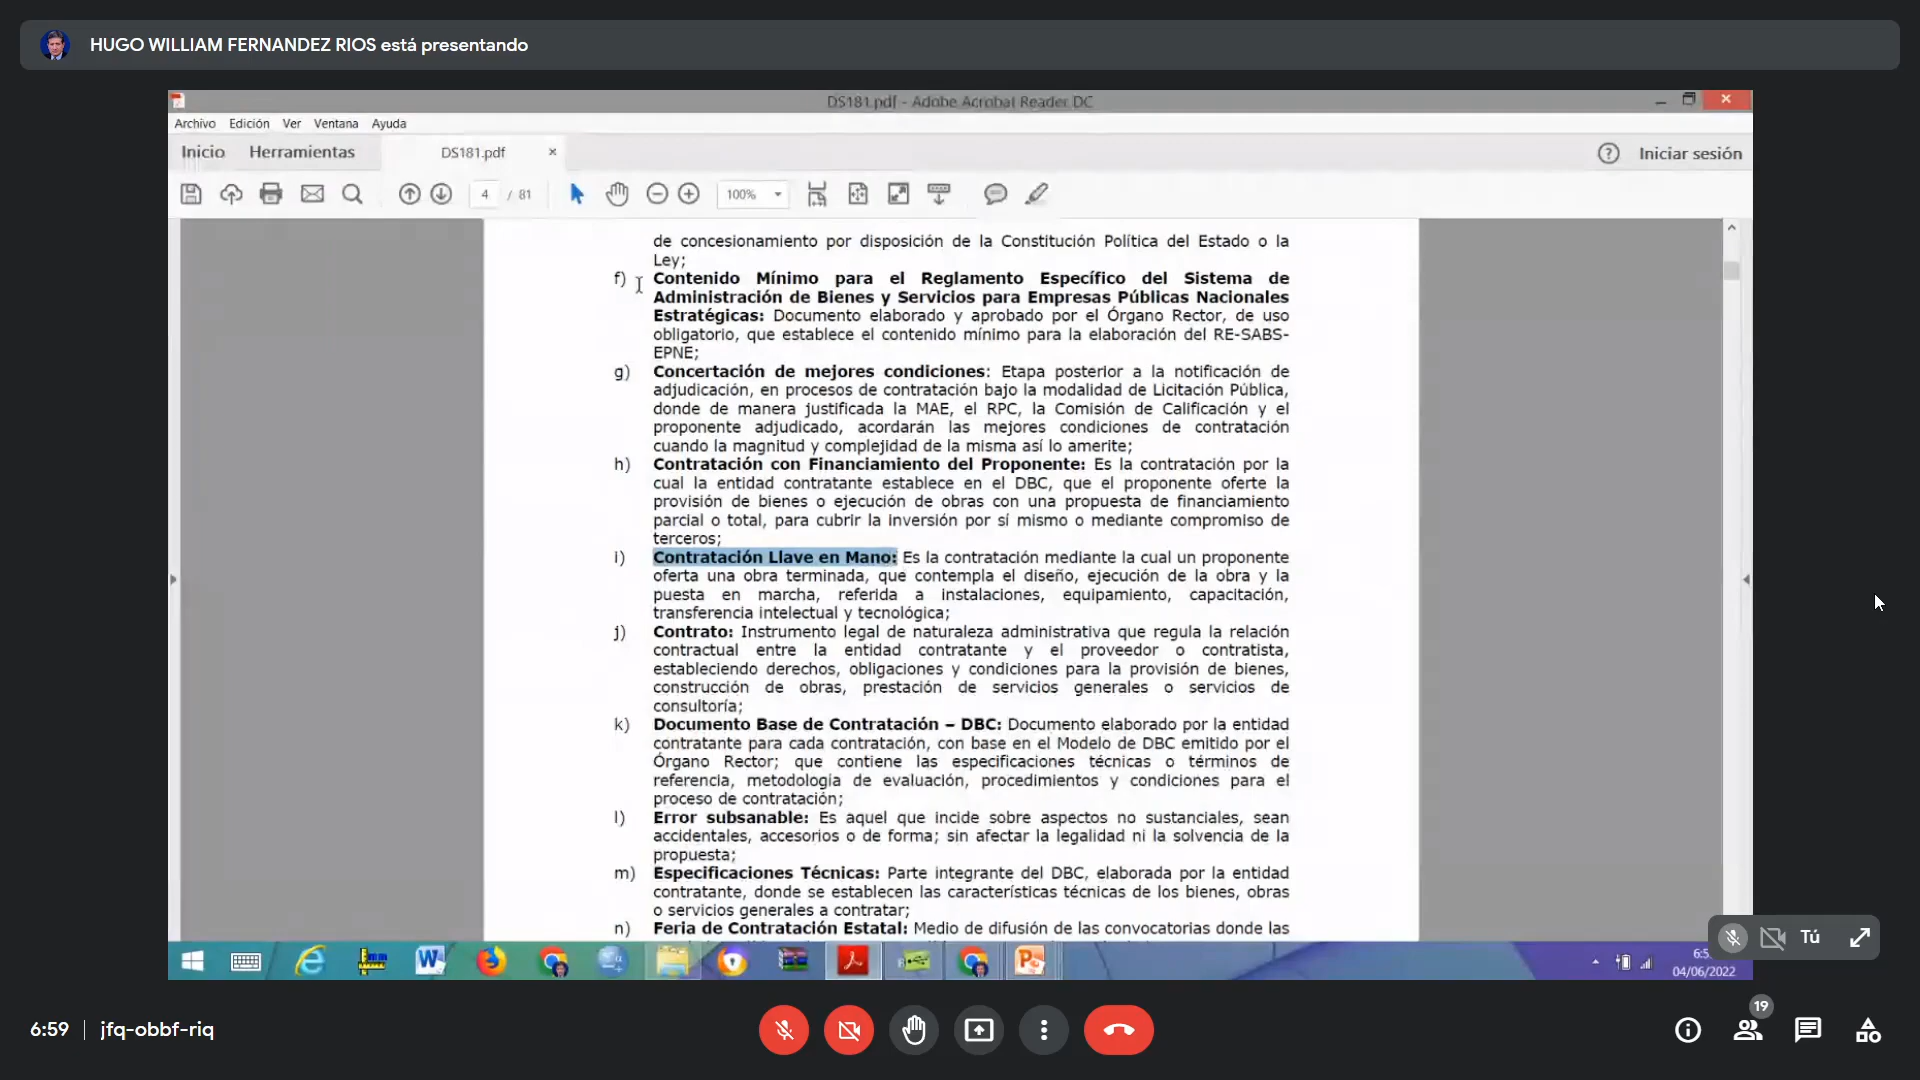 HUGO WILLIAM FERNANDEZ RIOS está presentando
DS181.pdf - Adobe Acrobat Reader DC
Archivo Edición Ver Ventana Ayuda
Inicio Herramientas DS181.pdf × Iniciar sesión
4 / 81 100%
de concesionamiento por disposición de la Constitución Política del Estado o la
Ley;
f) Contenido Mínimo para el Reglamento Específico del Sistema de
Administración de Bienes y Servicios para Empresas Públicas Nacionales
Estratégicas: Documento elaborado y aprobado por el Órgano Rector, de uso
obligatorio, que establece el contenido mínimo para la elaboración del RE-SABS-
EPNE;
g) Concertación de mejores condiciones: Etapa posterior a la notificación de
adjudicación, en procesos de contratación bajo la modalidad de Licitación Pública,
donde de manera justificada la MAE, el RPC, la Comisión de Calificación y el
proponente adjudicado, acordarán las mejores condiciones de contratación
cuando la magnitud y complejidad de la misma así lo amerite;
h) Contratación con Financiamiento del Proponente: Es la contratación por la
cual la entidad contratante establece en el DBC, que el proponente oferte la
provisión de bienes o ejecución de obras con una propuesta de financiamiento
parcial o total, para cubrir la inversión por sí mismo o mediante compromiso de
terceros;
i) Contratación Llave en Mano: Es la contratación mediante la cual un proponente
oferta una obra terminada, que contempla el diseño, ejecución de la obra y la
puesta en marcha, referida a instalaciones, equipamiento, capacitación,
transferencia intelectual y tecnológica;
j) Contrato: Instrumento legal de naturaleza administrativa que regula la relación
contractual entre la entidad contratante y el proveedor o contratista,
estableciendo derechos, obligaciones y condiciones para la provisión de bienes,
construcción de obras, prestación de servicios generales o servicios de
consultoría;
k) Documento Base de Contratación – DBC: Documento elaborado por la entidad
contratante para cada contratación, con base en el Modelo de DBC emitido por el
Órgano Rector; que contiene las especificaciones técnicas o términos de
referencia, metodología de evaluación, procedimientos y condiciones para el
proceso de contratación;
l) Error subsanable: Es aquel que incide sobre aspectos no sustanciales, sean
accidentales, accesorios o de forma; sin afectar la legalidad ni la solvencia de la
propuesta;
m) Especificaciones Técnicas: Parte integrante del DBC, elaborada por la entidad
contratante, donde se establecen las características técnicas de los bienes, obras
o servicios generales a contratar;
n) Feria de Contratación Estatal: Medio de difusión de las convocatorias donde las
Tú
04/06/2022
6:59 | jfq-obbf-riq
19